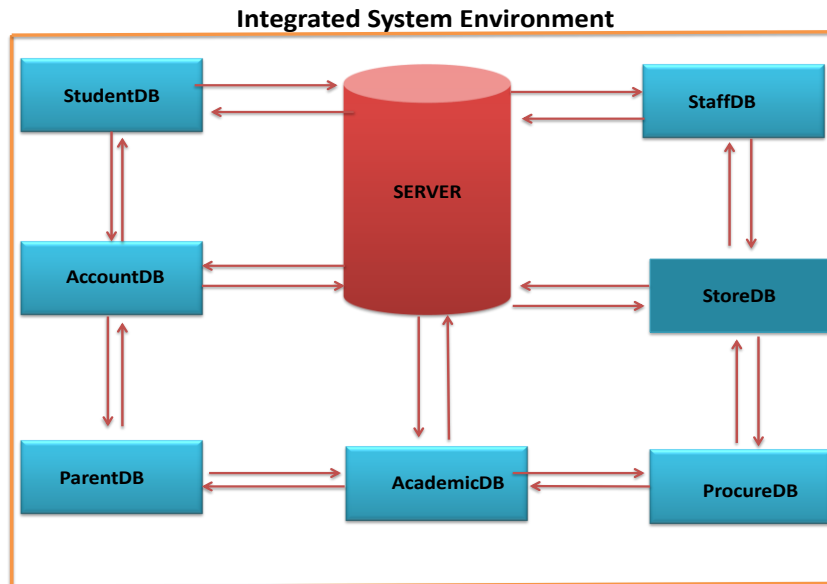 Integrated System Environment
StudentDB
SERVER
StaffDB
AccountDB
StoreDB
ParentDB
AcademicDB
ProcureDB